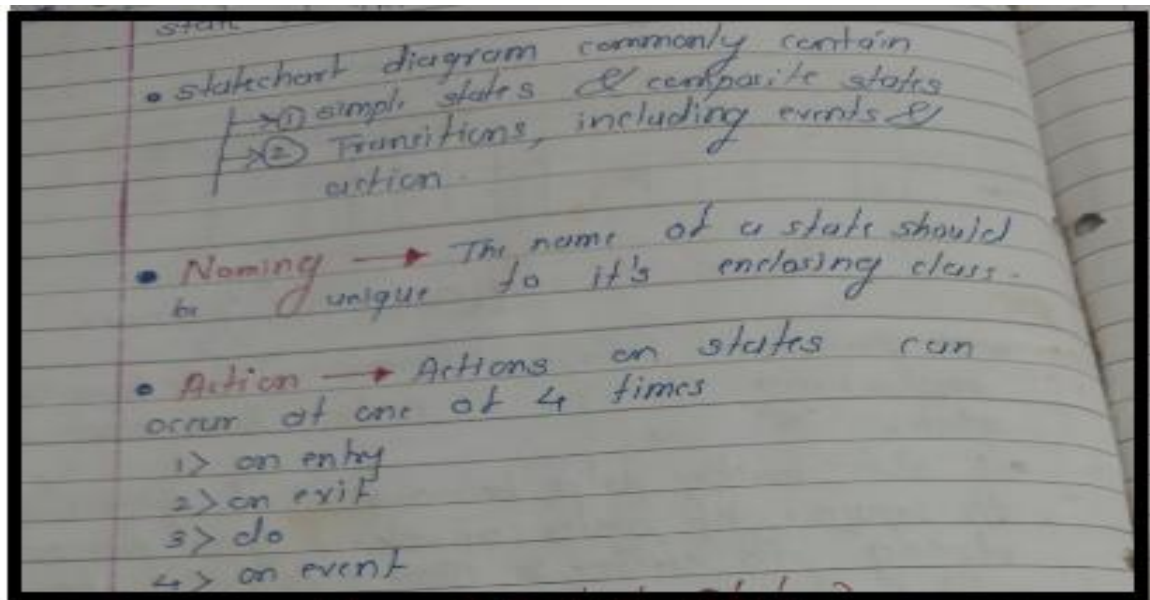 • statechart diagram commonly contain
→ ① simple states & composite states
→ ② Transitions, including events &
action.
• Naming → The name of a state should
be unique to it's enclosing class.
• Action → Actions on states can
occur at one of 4 times
1> on entry
2> on exit
3> do
4> on event